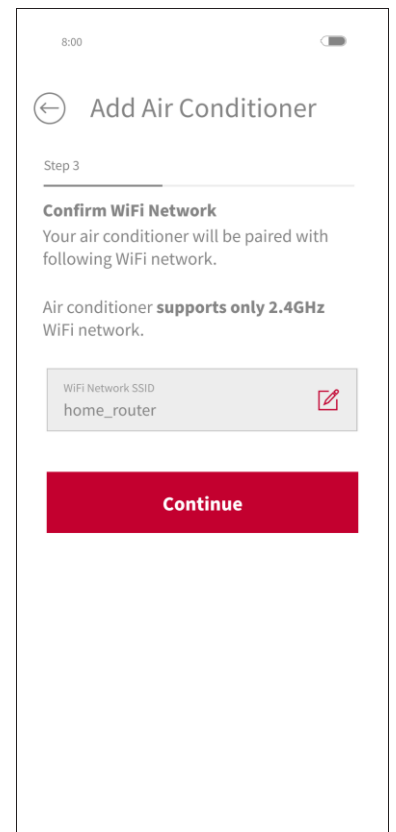 8:00
Add Air Conditioner
Step 3
Confirm WiFi Network
Your air conditioner will be paired with
following WiFi network.
Air conditioner supports only 2.4GHz
WiFi network.
WiFi Network SSID
home_router
Continue